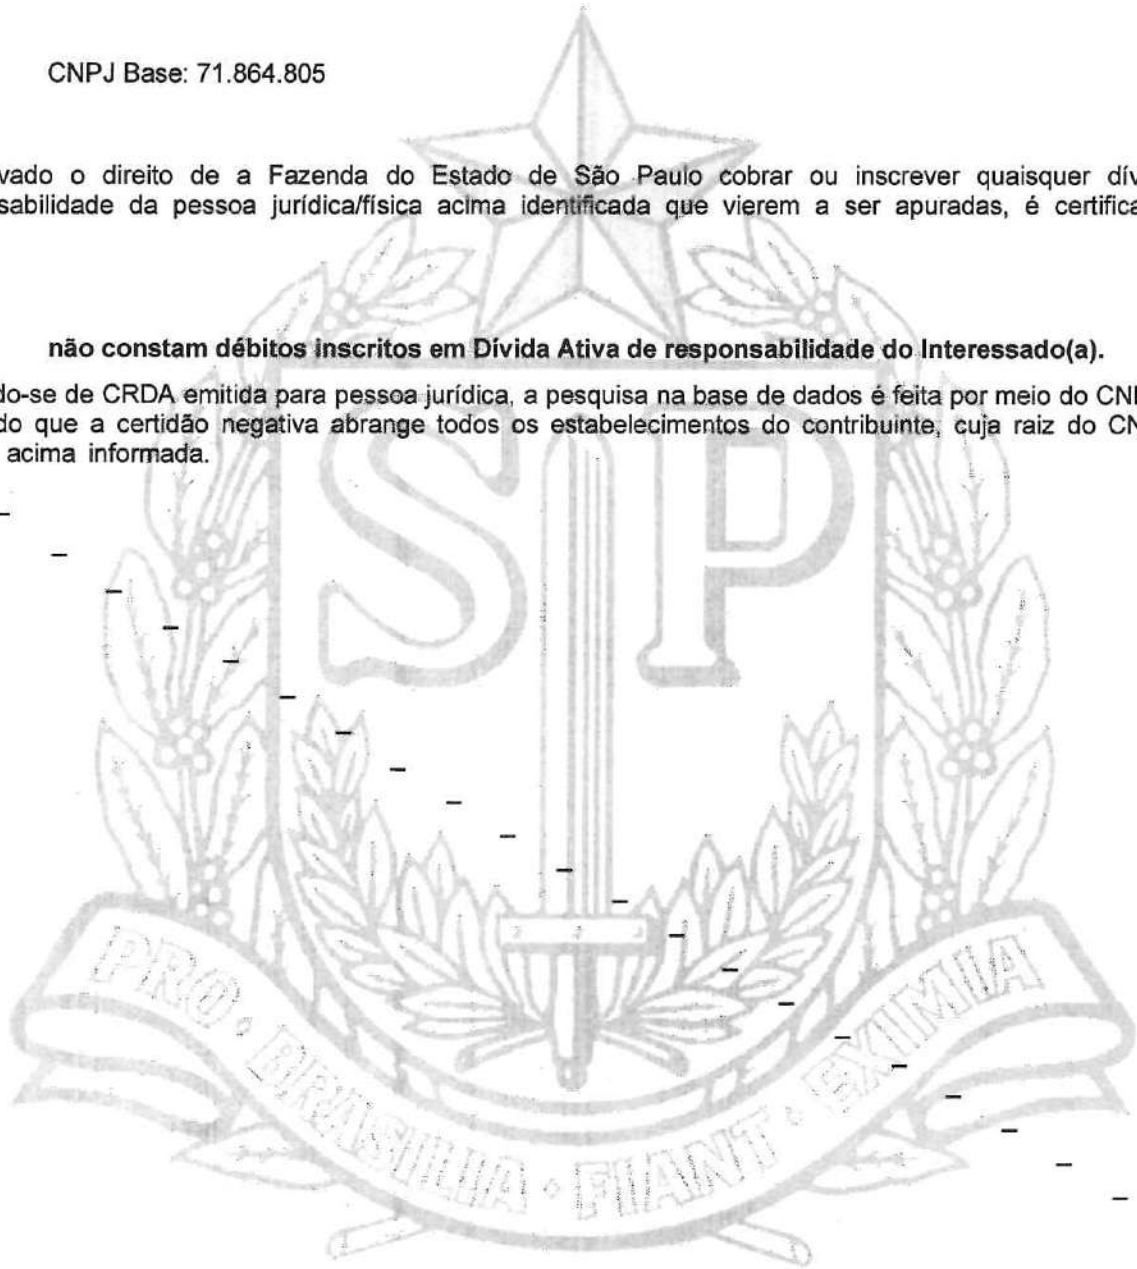 CNPJ Base: 71.864.805
vado o direito de a Fazenda do Estado de São Paulo cobrar ou inscrever quaisquer dív
sabilidade da pessoa jurídica/física acima identificada que vierem a ser apuradas, é certifica
não constam débitos inscritos em Dívida Ativa de responsabilidade do Interessado(a).
do-se de CRDA emitida para pessoa jurídica, a pesquisa na base de dados é feita por meio do CN
do que a certidão negativa abrange todos os estabelecimentos do contribuinte, cuja raiz do CN
acima informada.
SP
PRO · BRASILIA · FIANT · EXIMIA